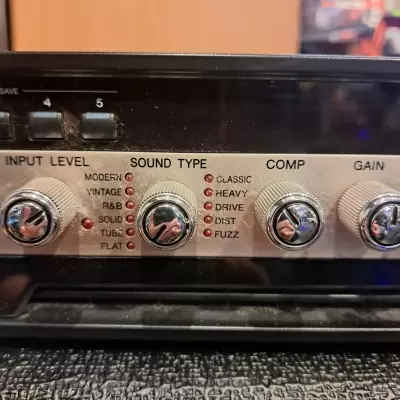 SAVE
4 5
INPUT LEVEL SOUND TYPE COMP GAIN
MODERN CLASSIC
VINTAGE HEAVY
R&B DRIVE
SOLID DIST
TUBE FUZZ
FLAT